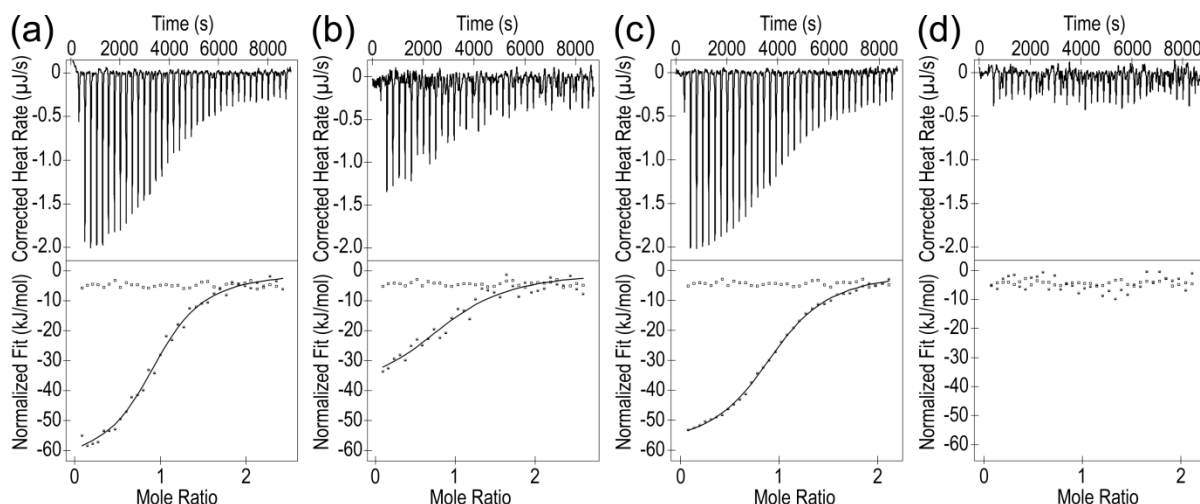 (a)
Time (s)
0 2000 4000 6000 8000
Corrected Heat Rate (µJ/s)
0
-0.5
-1.0
-1.5
-2.0
Normalized Fit (kJ/mol)
0
-10
-20
-30
-40
-50
-60
0 1 2
Mole Ratio
(b)
Time (s)
0 2000 4000 6000 8000
Corrected Heat Rate (µJ/s)
0
-0.5
-1.0
-1.5
-2.0
Normalized Fit (kJ/mol)
0
-10
-20
-30
-40
-50
-60
0 1 2
Mole Ratio
(c)
Time (s)
0 2000 4000 6000 8000
Corrected Heat Rate (µJ/s)
0
-0.5
-1.0
-1.5
-2.0
Normalized Fit (kJ/mol)
0
-10
-20
-30
-40
-50
-60
0 1 2
Mole Ratio
(d)
Time (s)
0 2000 4000 6000 8000
Corrected Heat Rate (µJ/s)
0
-0.5
-1.0
-1.5
-2.0
Normalized Fit (kJ/mol)
0
-10
-20
-30
-40
-50
-60
0 1 2
Mole Ratio